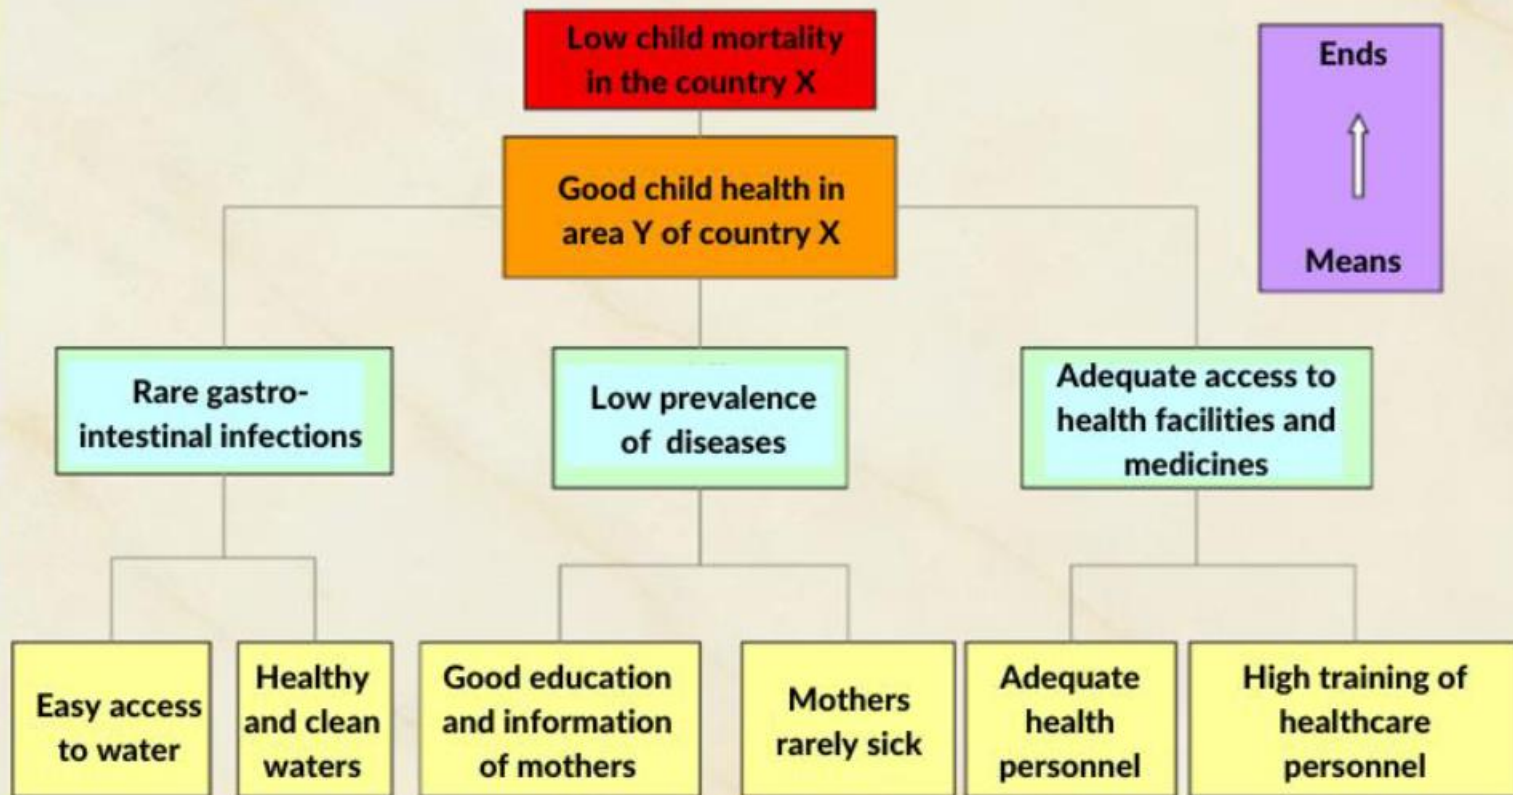 Low child mortality
in the country X
Ends
Means
Good child health in
area Y of country X
Rare gastro-
intestinal infections
Low prevalence
of diseases
Adequate access to
health facilities and
medicines
Easy access
to water
Healthy
and clean
waters
Good education
and information
of mothers
Mothers
rarely sick
Adequate
health
personnel
High training of
healthcare
personnel